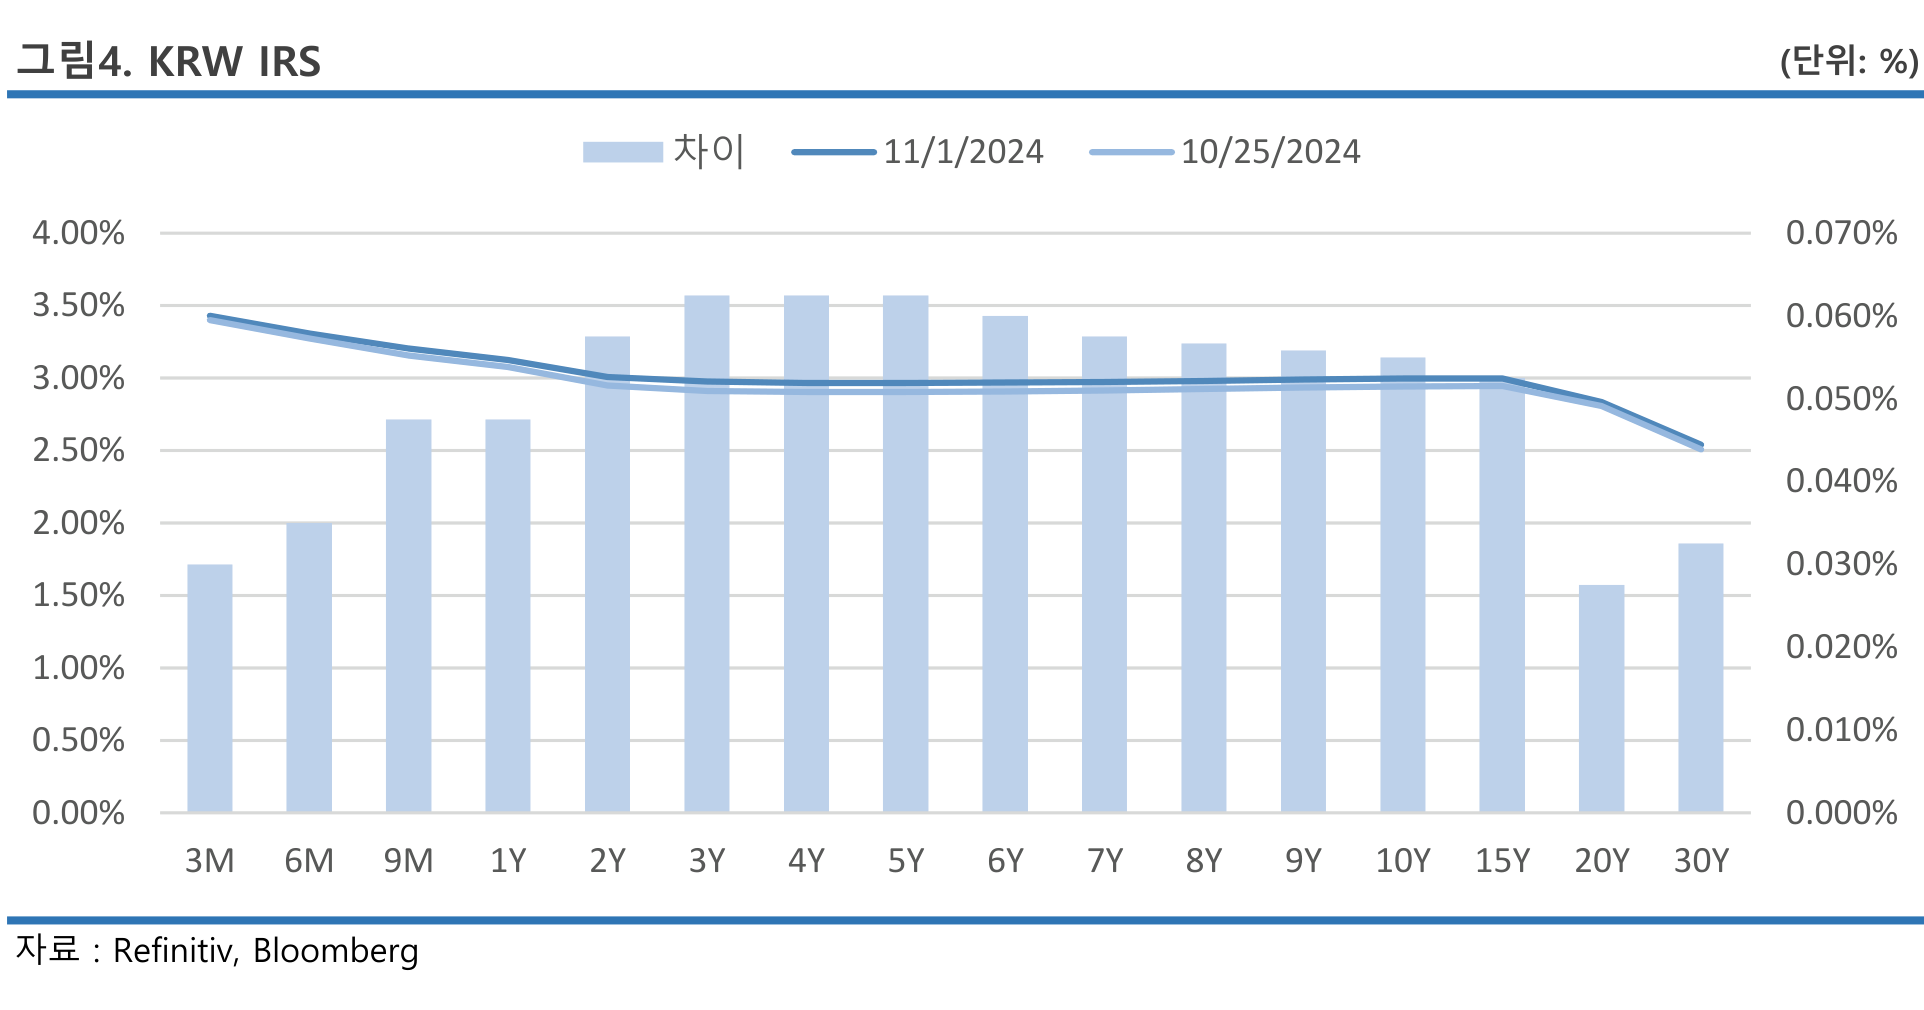 그림4. KRW IRS (단위: %)
차이 11/1/2024 10/25/2024
4.00% 0.070%
3.50% 0.060%
3.00% 0.050%
2.50% 0.040%
2.00% 0.030%
1.50% 0.020%
1.00% 0.010%
0.50% 0.000%
0.00%
3M 6M 9M 1Y 2Y 3Y 4Y 5Y 6Y 7Y 8Y 9Y 10Y 15Y 20Y 30Y
자료 : Refinitiv, Bloomberg